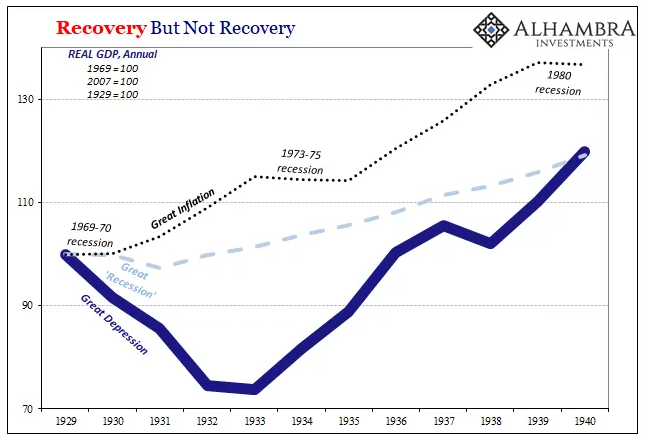 Recovery But Not Recovery
ALHAMBRA
INVESTMENTS
REAL GDP, Annual
1969 = 100
2007 = 100
1929 = 100
1980
recession
130
1973-75
recession
Great Inflation
110
1969-70
recession
Great
'Recession'
Great Depression
90
70
1929 1930 1931 1932 1933 1934 1935 1936 1937 1938 1939 1940